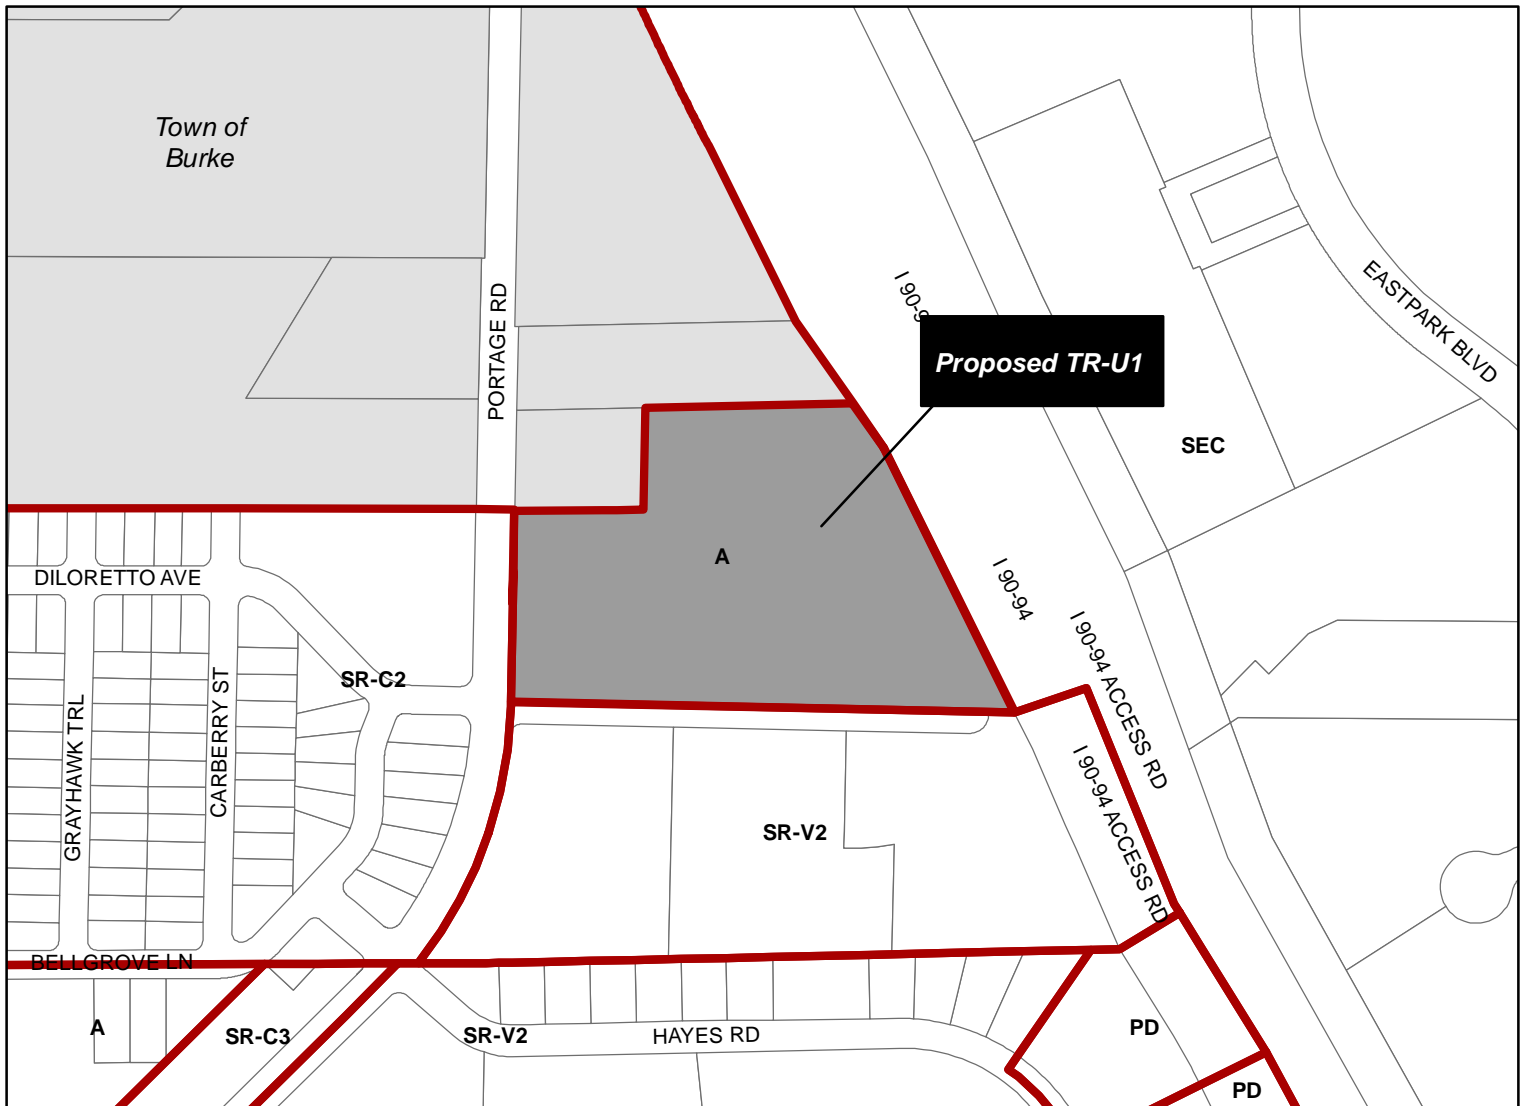 Town of
Burke
PORTAGE RD
I 90-9
EASTPARK BLVD
Proposed TR-U1
SEC
A
I 90-94
DILORETTO AVE
I 90-94 ACCESS RD
SR-C2
CARBERRY ST
GRAYHAWK TRL
I 90-94 ACCESS RD
SR-V2
BELLGROVE LN
A
SR-C3
SR-V2
HAYES RD
PD
PD